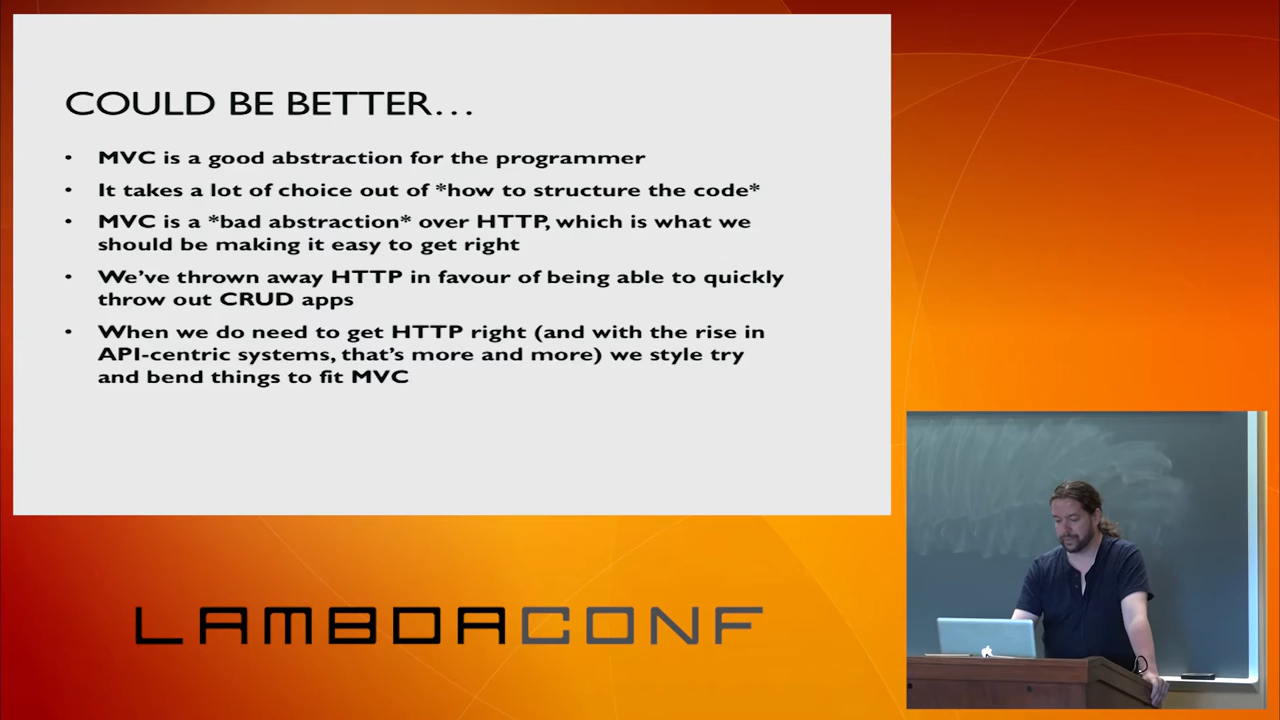 COULD BE BETTER…
• MVC is a good abstraction for the programmer
• It takes a lot of choice out of *how to structure the code*
• MVC is a *bad abstraction* over HTTP, which is what we
should be making it easy to get right
• We’ve thrown away HTTP in favour of being able to quickly
throw out CRUD apps
• When we do need to get HTTP right (and with the rise in
API-centric systems, that’s more and more) we style try
and bend things to fit MVC
LAMBDACONF